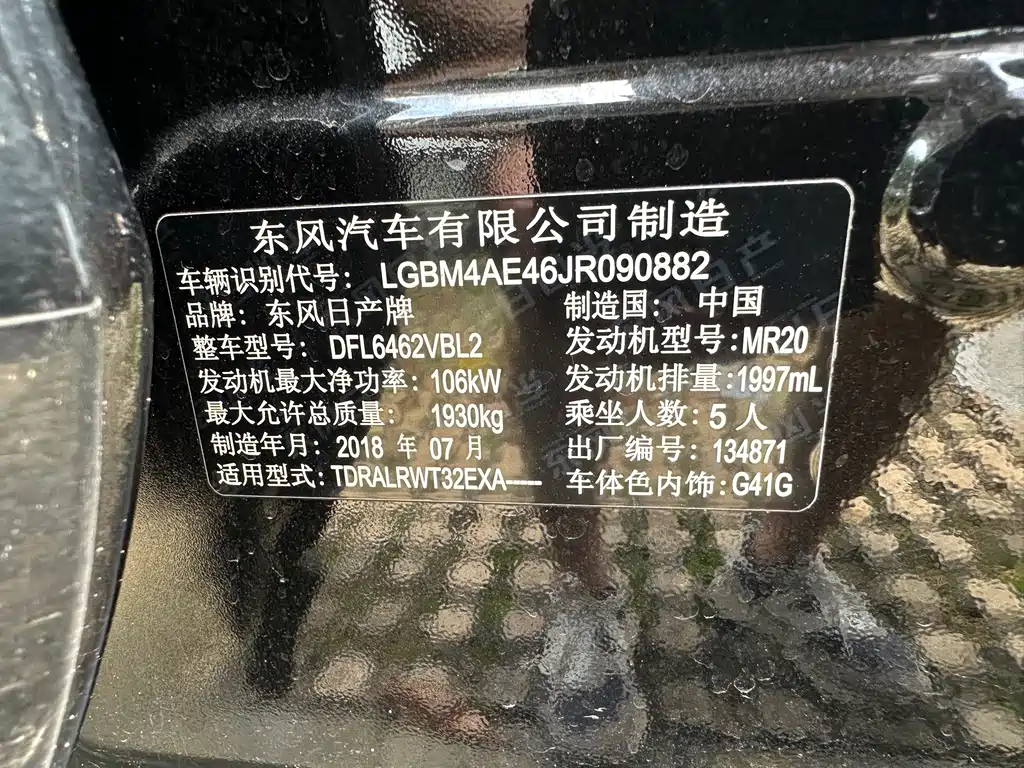 东风汽车有限公司制造
车辆识别代号: LGBM4AE46JR090882
品牌: 东风日产牌 制造国: 中国
整车型号: DFL6462VBL2 发动机型号:MR20
发动机最大净功率: 106kW 发动机排量:1997mL
最大允许总质量: 1930kg 乘坐人数: 5 人
制造年月: 2018 年 07 月 出厂编号: 134871
适用型式: TDRALRWT32EXA----- 车体色内饰:G41G